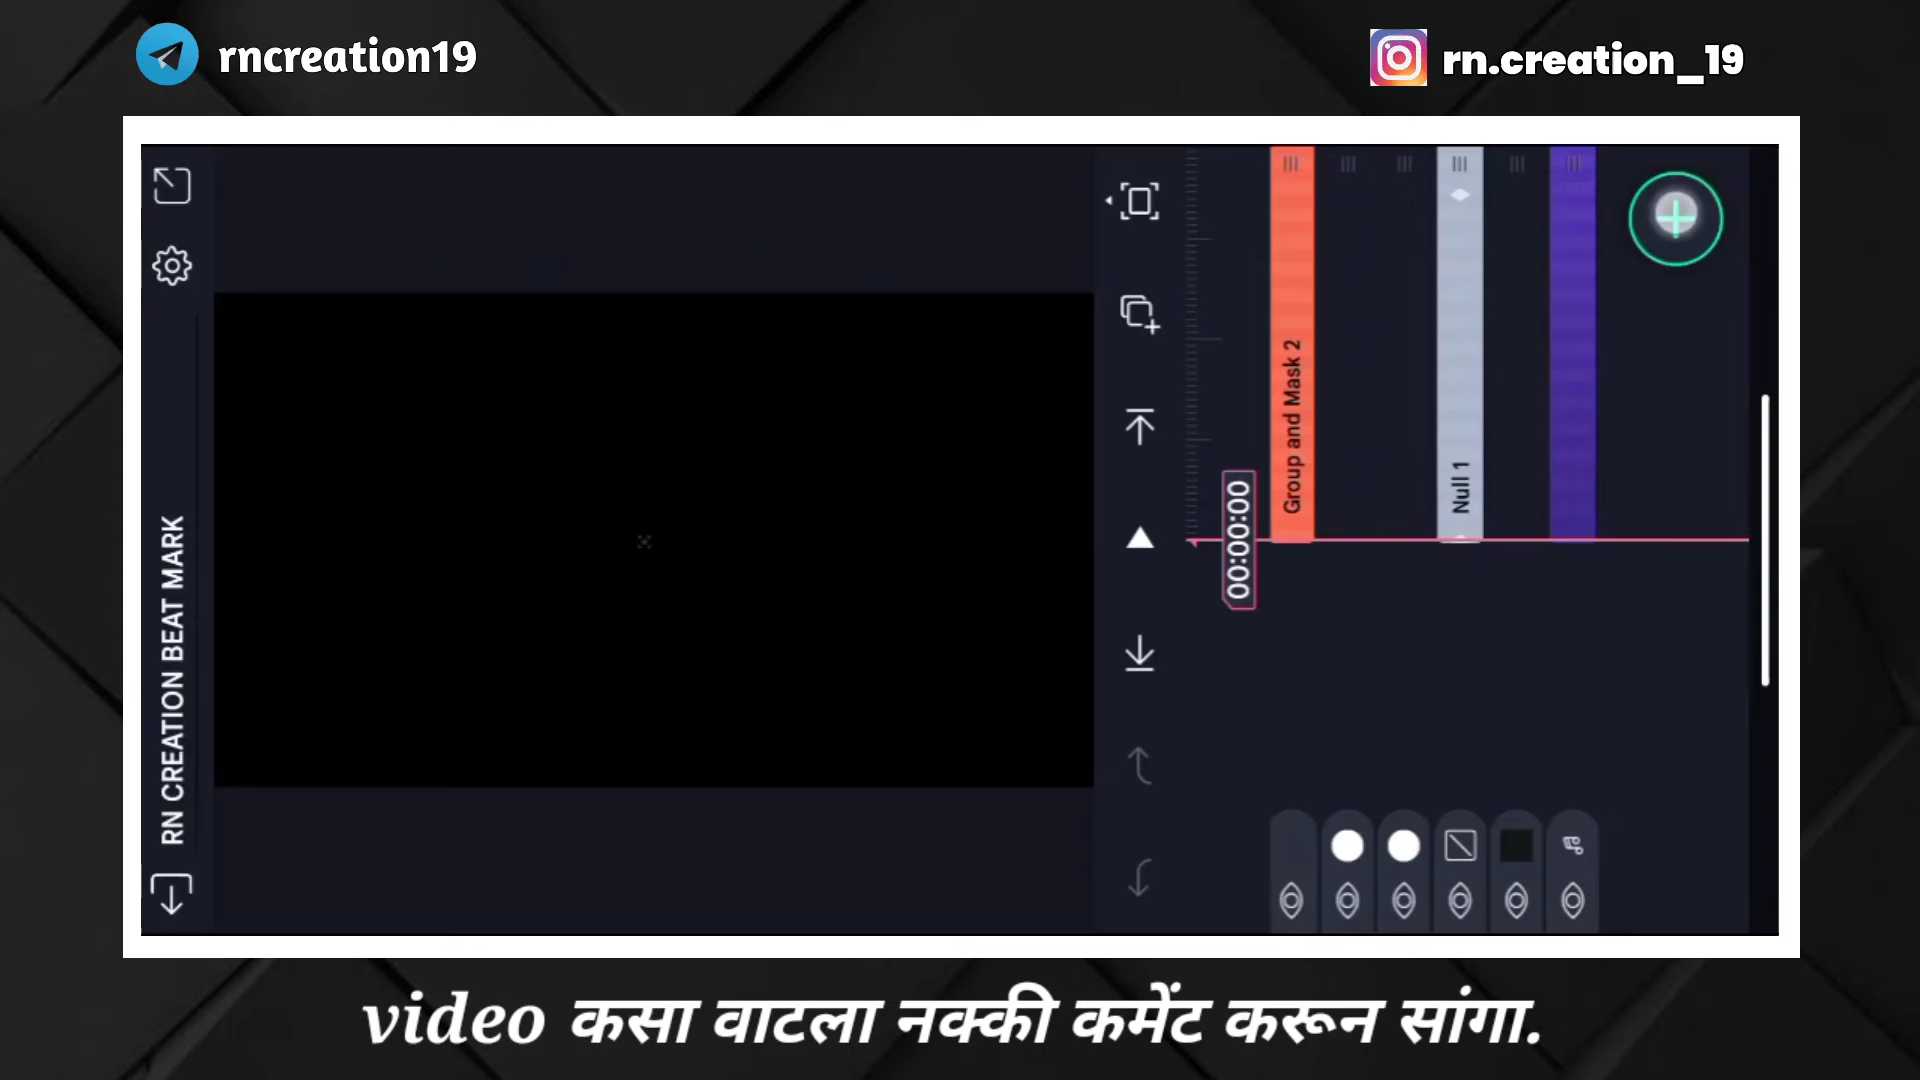 rncreation19
rn.creation_19
RN CREATION BEAT MARK
00:00:00
Group and Mask 2
Null 1
video कसा वाटला नक्की कमेंट करून सांगा.